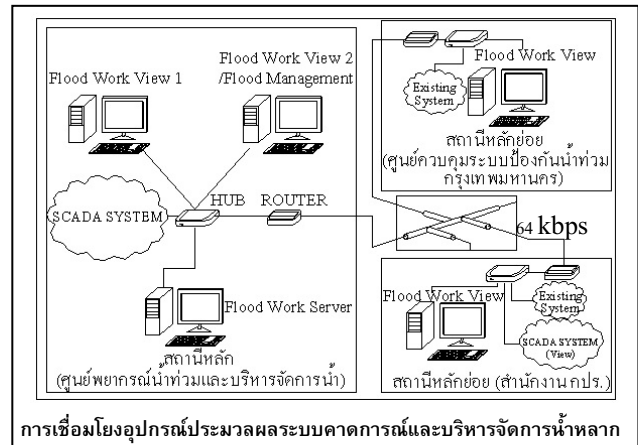 Flood Work View 1
Flood Work View 2
/Flood Management
SCADA SYSTEM
HUB
ROUTER
Flood Work Server
สถานีหลัก
(ศูนย์พยากรณ์น้ำท่วมและบริหารจัดการน้ำ)
Flood Work View
Existing
System
สถานีหลักย่อย
(ศูนย์ควบคุมระบบป้องกันน้ำท่วม
กรุงเทพมหานคร)
64 kbps
Flood Work View
Existing
System
SCADA SYSTEM
(View)
สถานีหลักย่อย (สำนักงาน กปร.)
การเชื่อมโยงอุปกรณ์ประมวลผลระบบคาดการณ์และบริหารจัดการน้ำหลาก